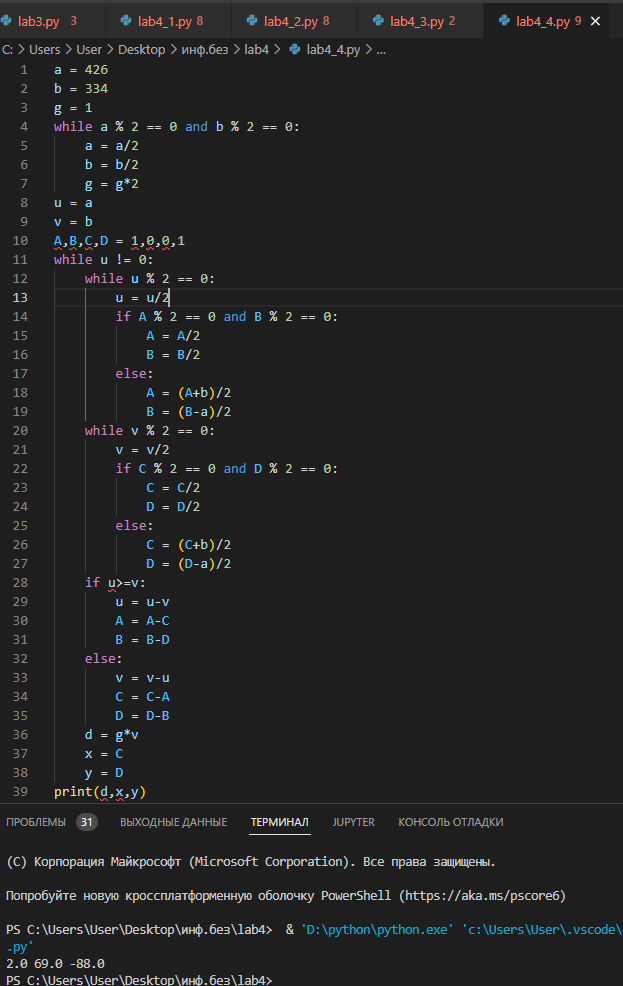 lab3.py 3 lab4_1.py 8 lab4_2.py 8 lab4_3.py 2 lab4_4.py 9
C: > Users > User > Desktop > инф.без > lab4 > lab4_4.py > ...
1 a = 426
2 b = 334
3 g = 1
4 while a % 2 == 0 and b % 2 == 0:
5 a = a/2
6 b = b/2
7 g = g*2
8 u = a
9 v = b
10 A,B,C,D = 1,0,0,1
11 while u != 0:
12 while u % 2 == 0:
13 u = u/2
14 if A % 2 == 0 and B % 2 == 0:
15 A = A/2
16 B = B/2
17 else:
18 A = (A+b)/2
19 B = (B-a)/2
20 while v % 2 == 0:
21 v = v/2
22 if C % 2 == 0 and D % 2 == 0:
23 C = C/2
24 D = D/2
25 else:
26 C = (C+b)/2
27 D = (D-a)/2
28 if u>=v:
29 u = u-v
30 A = A-C
31 B = B-D
32 else:
33 v = v-u
34 C = C-A
35 D = D-B
36 d = g*v
37 x = C
38 y = D
39 print(d,x,y)
ПРОБЛЕМЫ 31 ВЫХОДНЫЕ ДАННЫЕ ТЕРМИНАЛ JUPYTER КОНСОЛЬ ОТЛАДКИ
(C) Корпорация Майкрософт (Microsoft Corporation). Все права защищены.
Попробуйте новую кроссплатформенную оболочку PowerShell (https://aka.ms/pscore6)
PS C:\Users\User\Desktop\инф.без\lab4> & 'D:\python\python.exe' 'c:\Users\User\.vscode\
.py'
2.0 69.0 -88.0
PS C:\Users\User\Desktop\инф.без\lab4>